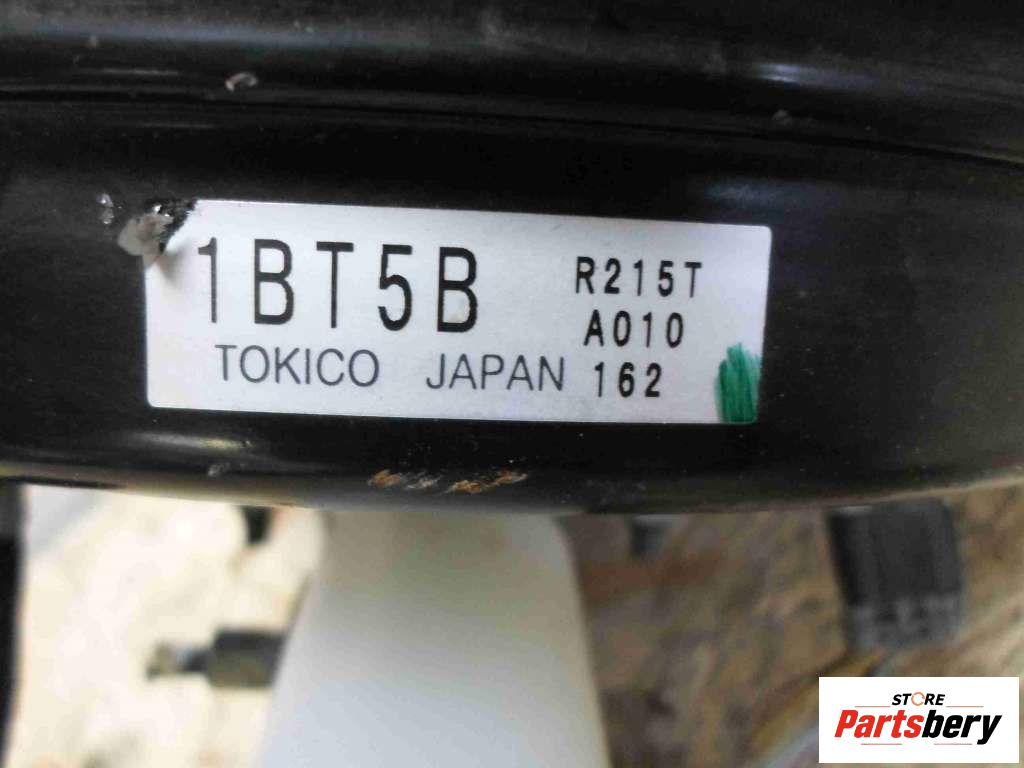 1BT5B R215T
A010
TOKICO JAPAN 162
STORE
Partsbery